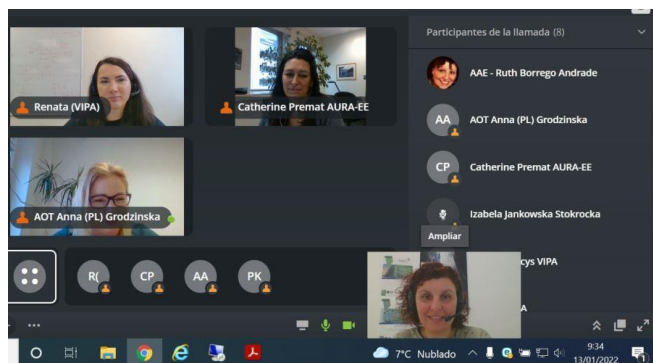 Participantes de la llamada (8)
AAE - Ruth Borrego Andrade
AA
AOT Anna (PL) Grodzinska
CP
Catherine Premat AURA-EE
Izabela Jankowska Stokrocka
Ampliar
cys VIPA
A
Renata (VIPA)
Catherine Premat AURA-EE
AOT Anna (PL) Grodzinska
R(
CP
AA
PK
7°C Nublado
9:34
13/01/2022
1